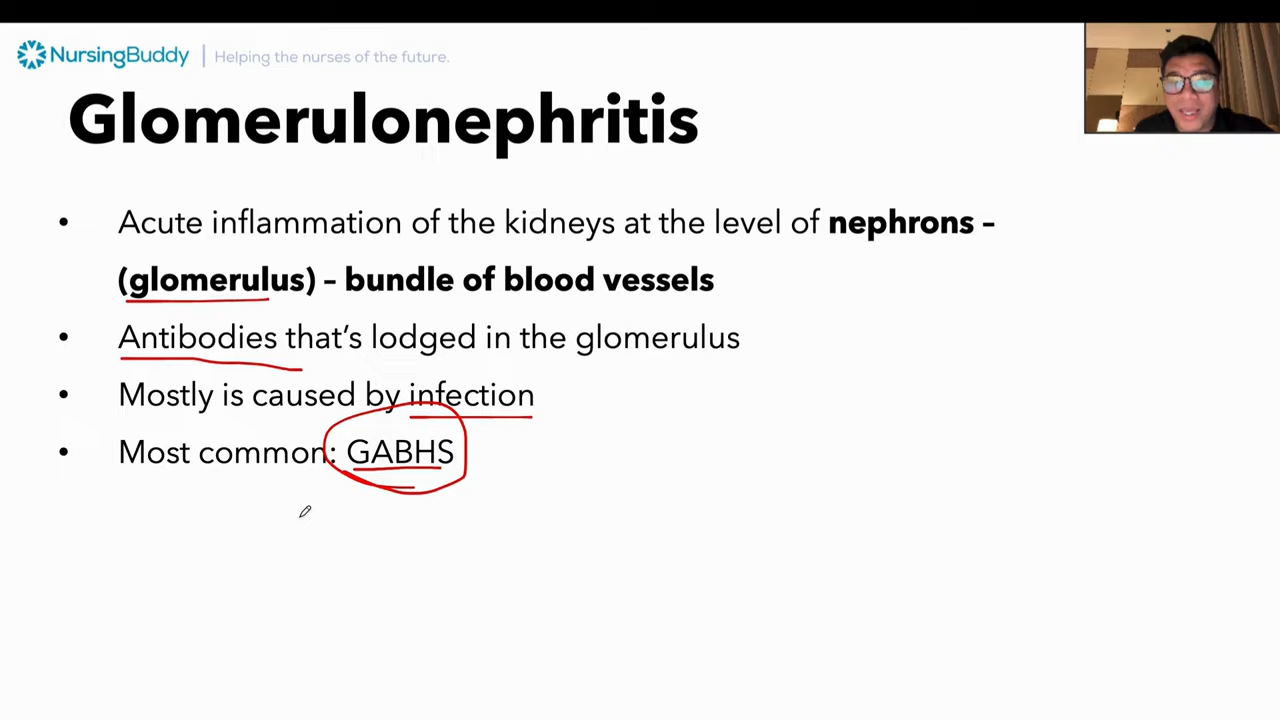 NursingBuddy | Helping the nurses of the future.
Glomerulonephritis
• Acute inflammation of the kidneys at the level of nephrons –
(glomerulus) – bundle of blood vessels
• Antibodies that’s lodged in the glomerulus
• Mostly is caused by infection
• Most common: GABHS